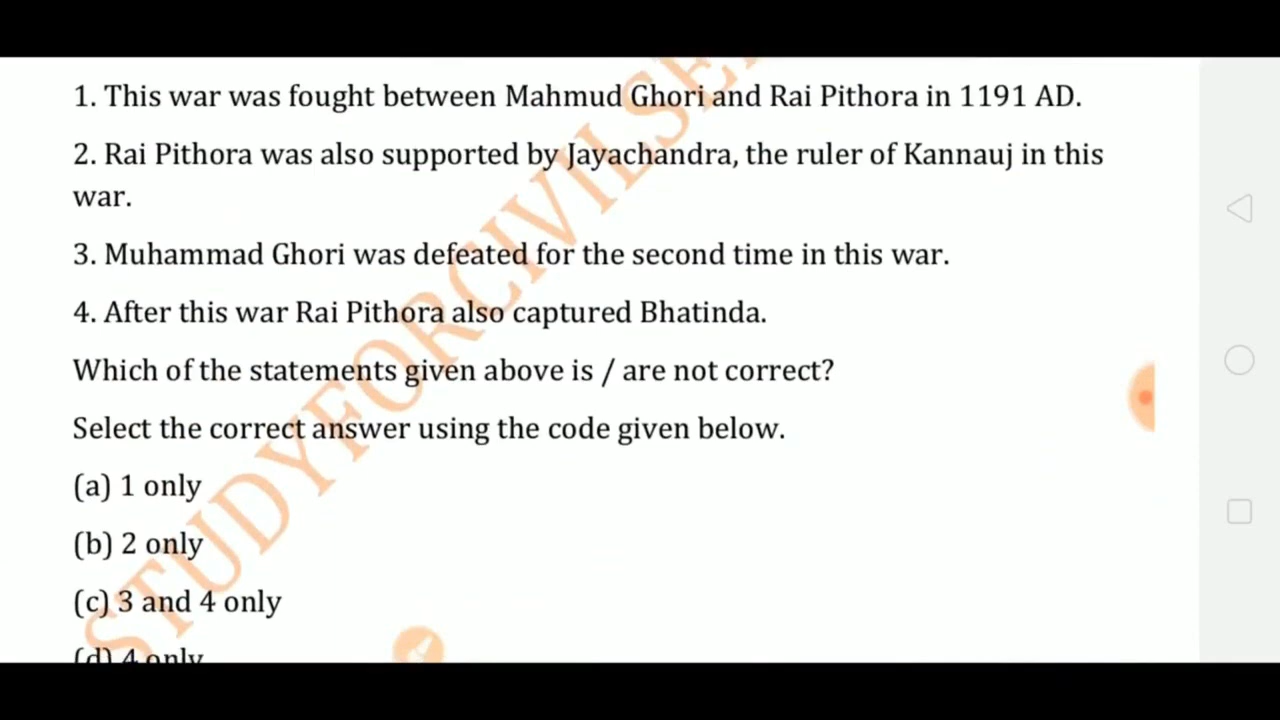 1. This war was fought between Mahmud Ghori and Rai Pithora in 1191 AD.
2. Rai Pithora was also supported by Jayachandra, the ruler of Kannauj in this
war.
3. Muhammad Ghori was defeated for the second time in this war.
4. After this war Rai Pithora also captured Bhatinda.
Which of the statements given above is / are not correct?
Select the correct answer using the code given below.
(a) 1 only
(b) 2 only
(c) 3 and 4 only
(d) 4 only
STUDYFORCIVILSE